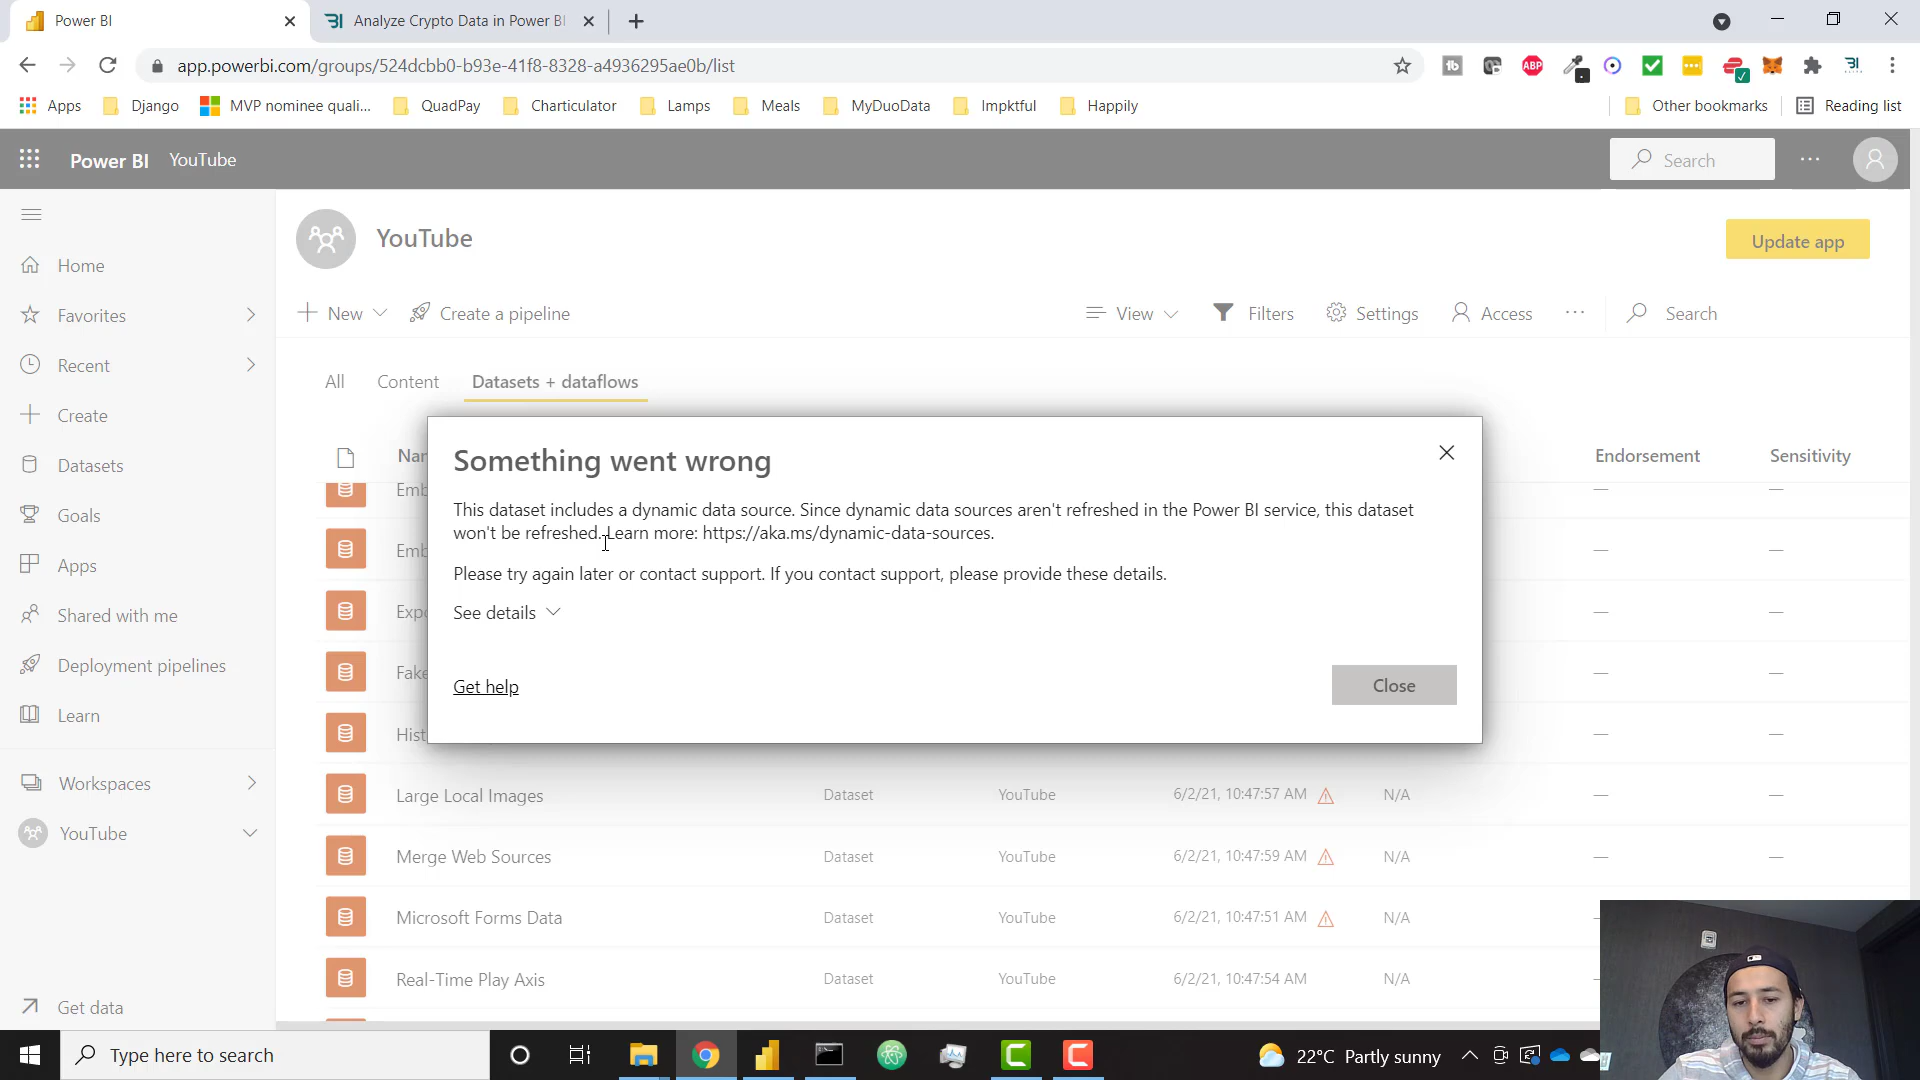 Power BI
Analyze Crypto Data in Power BI
app.powerbi.com/groups/524dcbb0-b93e-41f8-8328-a4936295ae0b/list
Apps
Django
MVP nominee quali...
QuadPay
Charticulator
Lamps
Meals
MyDuoData
Impktful
Happily
Other bookmarks
Reading list
Power BI YouTube
Search
YouTube
Update app
Home
Favorites
Recent
Create
Datasets
Goals
Apps
Shared with me
Deployment pipelines
Learn
Workspaces
YouTube
Get data
New
Create a pipeline
View
Filters
Settings
Access
Search
All
Content
Datasets + dataflows
Endorsement
Sensitivity
Something went wrong
This dataset includes a dynamic data source. Since dynamic data sources aren't refreshed in the Power BI service, this dataset
won't be refreshed. Learn more: https://aka.ms/dynamic-data-sources.
Please try again later or contact support. If you contact support, please provide these details.
See details
Get help
Close
Large Local Images Dataset YouTube 6/2/21, 10:47:57 AM N/A — —
Merge Web Sources Dataset YouTube 6/2/21, 10:47:59 AM N/A — —
Microsoft Forms Data Dataset YouTube 6/2/21, 10:47:51 AM N/A
Real-Time Play Axis Dataset YouTube 6/2/21, 10:47:54 AM N/A
Type here to search
22°C Partly sunny